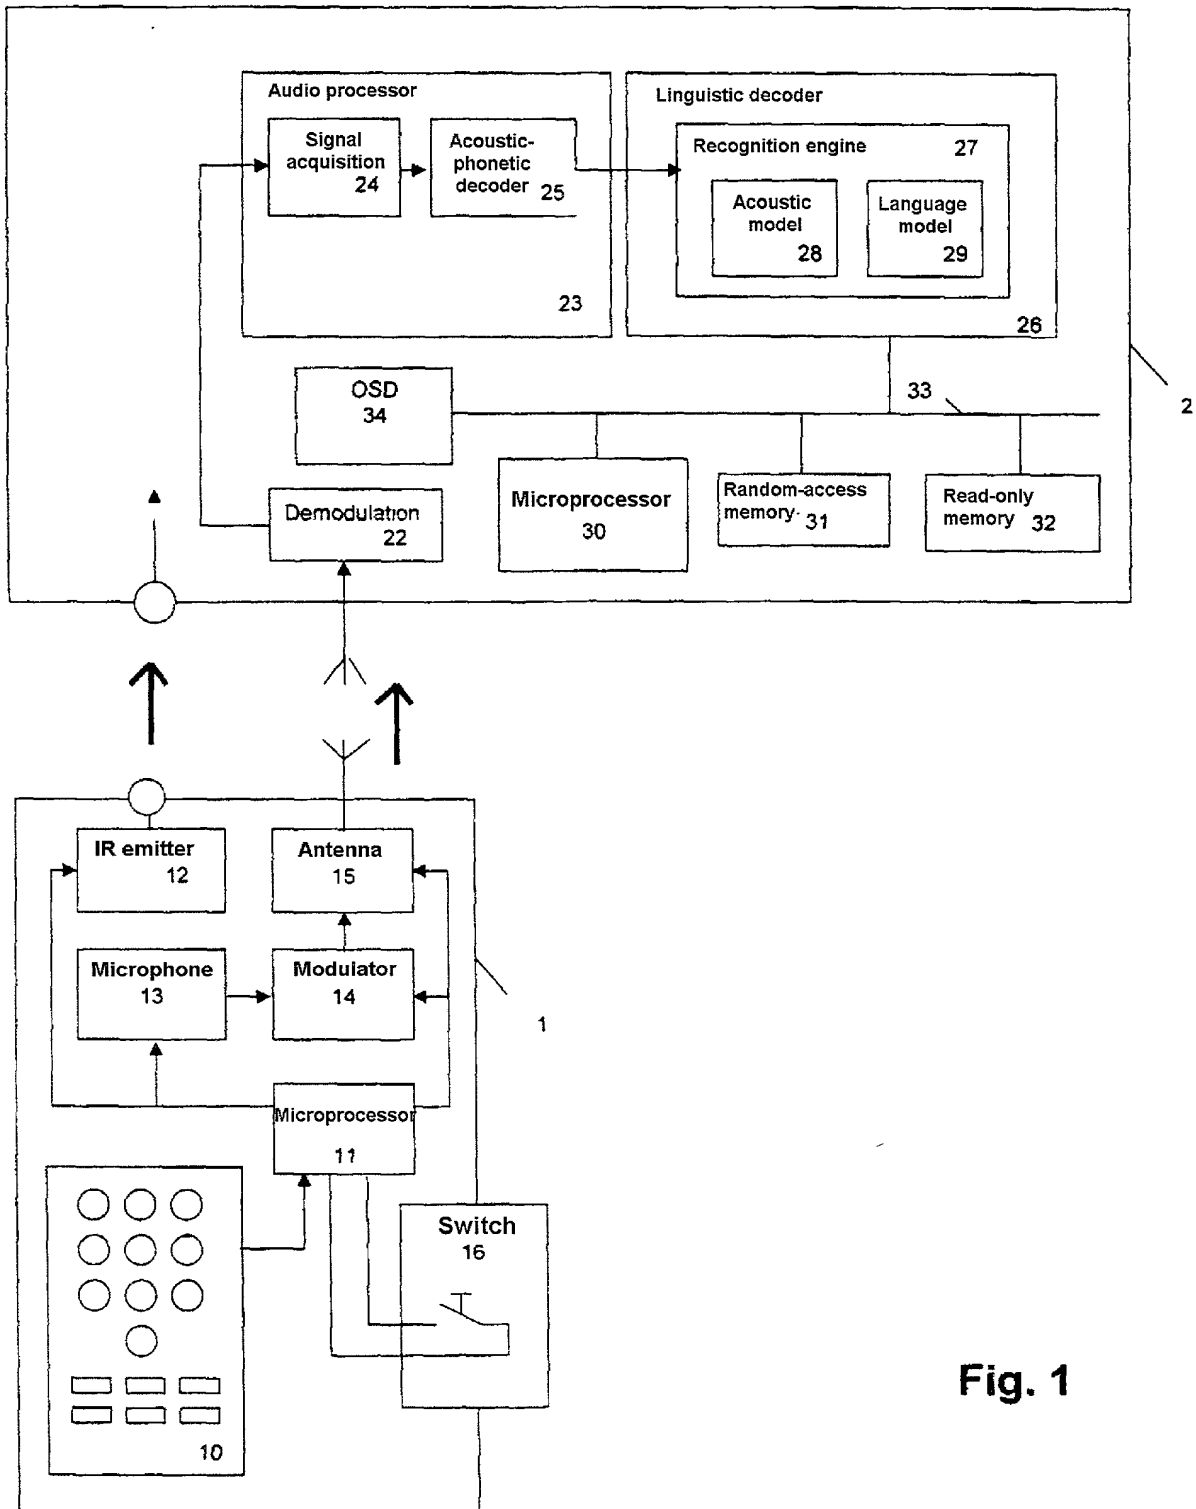 Audio processor
Signal
acquisition
24
Acoustic-
phonetic
decoder
25
23
Linguistic decoder
Recognition engine
27
Acoustic
model
28
Language
model
29
26
OSD
34
33
2
Demodulation
22
Microprocessor
30
Random-access
memory
31
Read-only
memory 32
IR emitter
12
Antenna
15
Microphone
13
Modulator
14
1
Microprocessor
11
Switch
16
10
Fig. 1